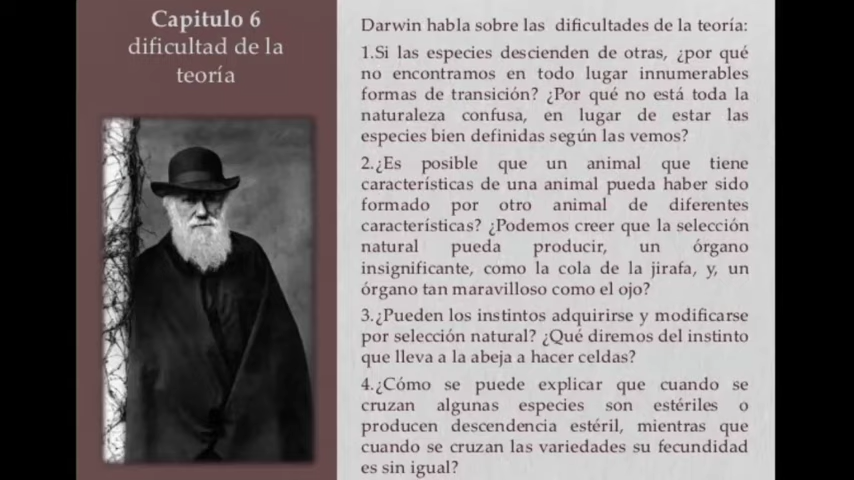 Capitulo 6
dificultad de la
teoría
Darwin habla sobre las dificultades de la teoría:
1.Si las especies descienden de otras, ¿por qué
no encontramos en todo lugar innumerables
formas de transición? ¿Por qué no está toda la
naturaleza confusa, en lugar de estar las
especies bien definidas según las vemos?
2.¿Es posible que un animal que tiene
características de una animal pueda haber sido
formado por otro animal de diferentes
características? ¿Podemos creer que la selección
natural pueda producir, un órgano
insignificante, como la cola de la jirafa, y, un
órgano tan maravilloso como el ojo?
3.¿Pueden los instintos adquirirse y modificarse
por selección natural? ¿Qué diremos del instinto
que lleva a la abeja a hacer celdas?
4.¿Cómo se puede explicar que cuando se
cruzan algunas especies son estériles o
producen descendencia estéril, mientras que
cuando se cruzan las variedades su fecundidad
es sin igual?